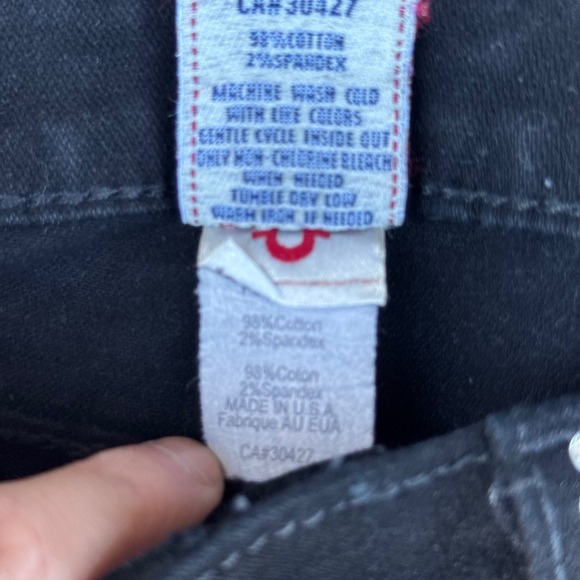 CA#30427
98%COTTON
2%SPANDEX
MACHINE WASH COLD
WITH LIKE COLORS
GENTLE CYCLE INSIDE OUT
ONLY NON-CHLORINE BLEACH
WHEN NEEDED
TUMBLE DRY LOW
WARM IRON IF NEEDED
98%Cotton
2%Spandex
98%Coton
2%Spandex
MADE IN U.S.A
Fabrique AU EUA
CA#30427